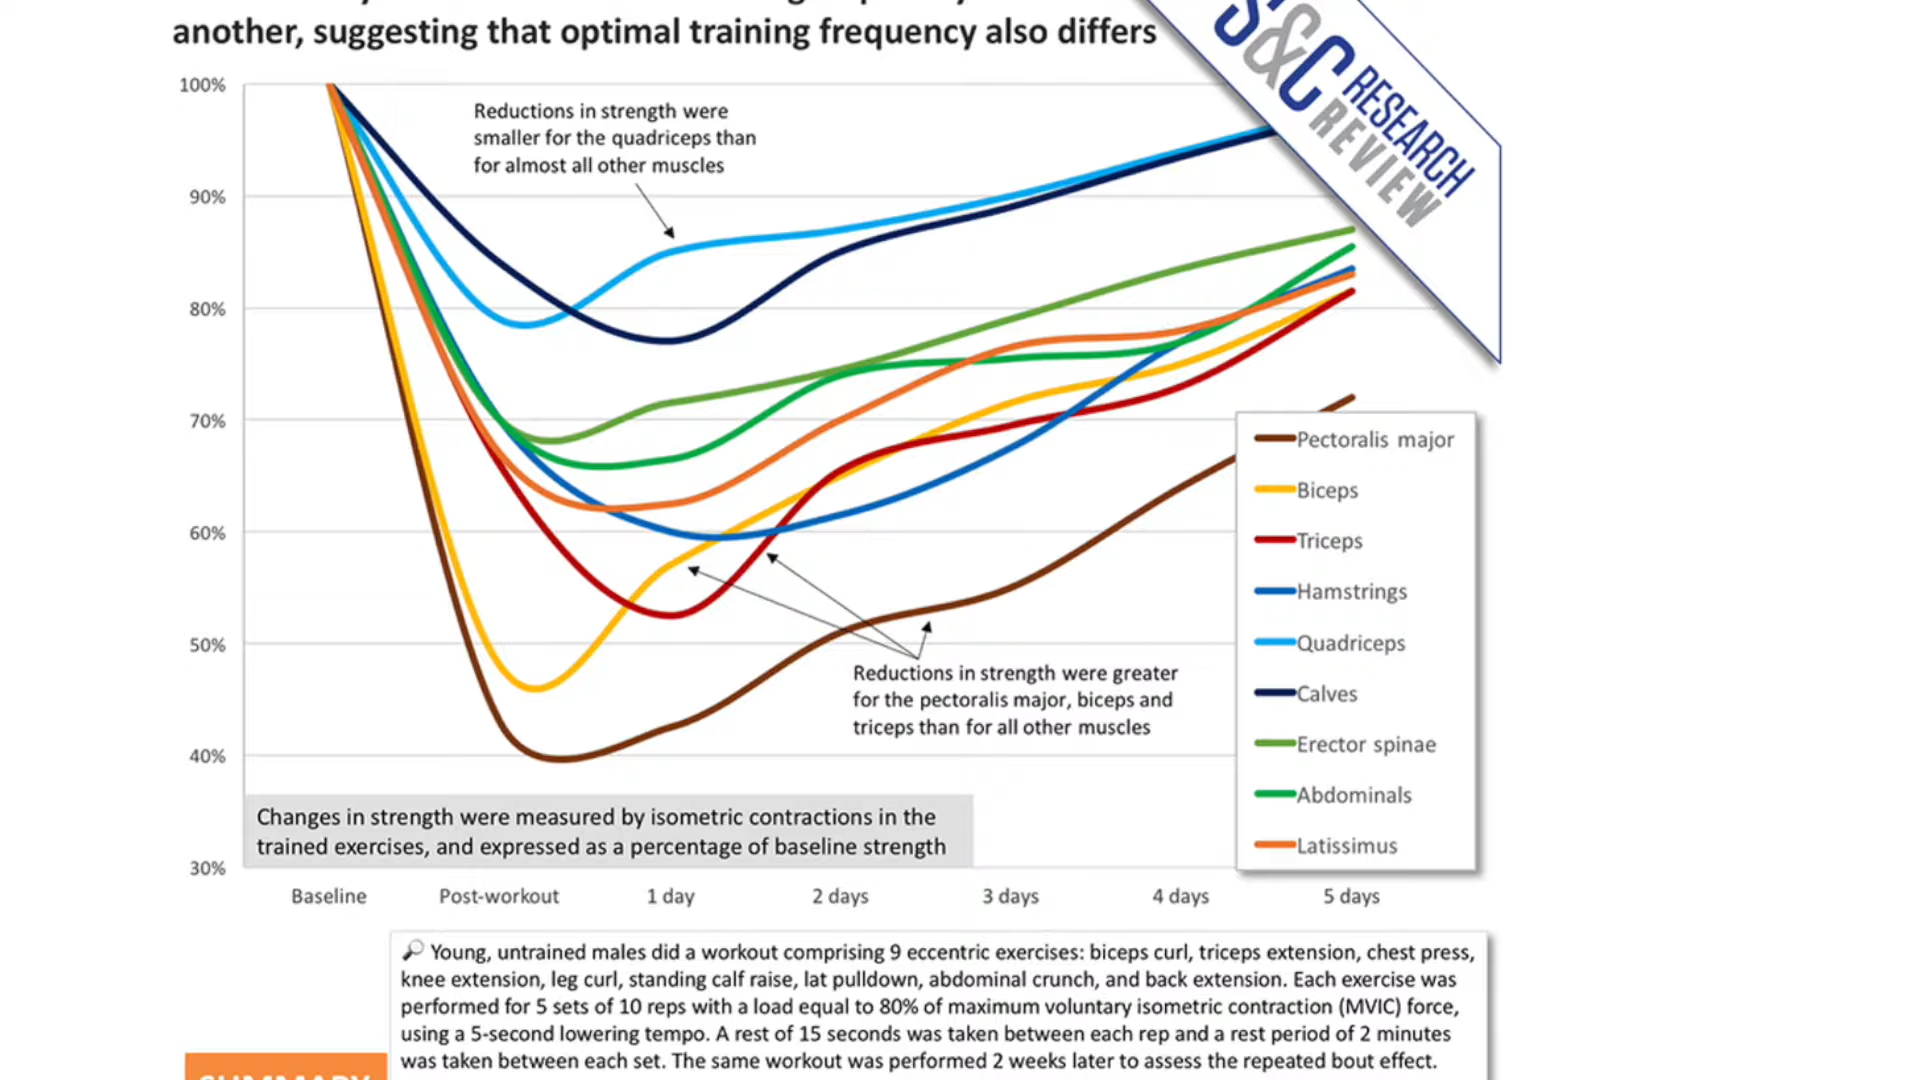 another, suggesting that optimal training frequency also differs
S&C
RESEARCH
REVIEW
100%
90%
80%
70%
60%
50%
40%
30%
Reductions in strength were
smaller for the quadriceps than
for almost all other muscles
Reductions in strength were greater
for the pectoralis major, biceps and
triceps than for all other muscles
Pectoralis major
Biceps
Triceps
Hamstrings
Quadriceps
Calves
Erector spinae
Abdominals
Latissimus
Changes in strength were measured by isometric contractions in the
trained exercises, and expressed as a percentage of baseline strength
Baseline Post-workout 1 day 2 days 3 days 4 days 5 days
Young, untrained males did a workout comprising 9 eccentric exercises: biceps curl, triceps extension, chest press,
knee extension, leg curl, standing calf raise, lat pulldown, abdominal crunch, and back extension. Each exercise was
performed for 5 sets of 10 reps with a load equal to 80% of maximum voluntary isometric contraction (MVIC) force,
using a 5-second lowering tempo. A rest of 15 seconds was taken between each rep and a rest period of 2 minutes
was taken between each set. The same workout was performed 2 weeks later to assess the repeated bout effect.
SUMMARY